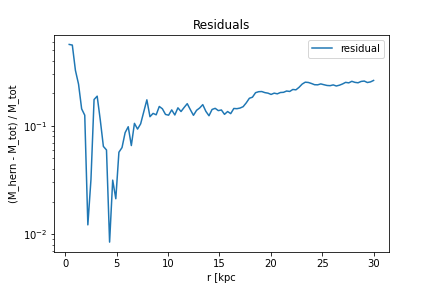 Residuals
residual
(M_hern - M_tot) / M_tot
10⁻¹
10⁻²
0 5 10 15 20 25 30
r [kpc